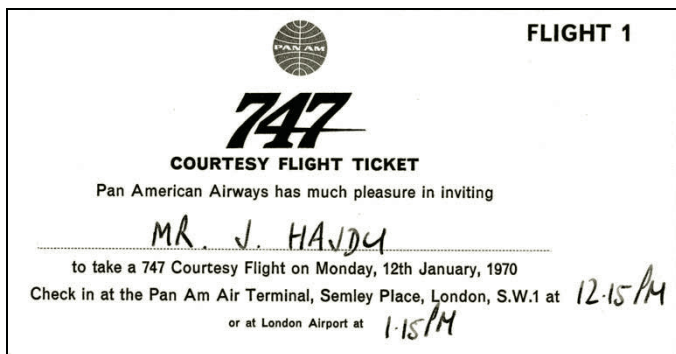 FLIGHT 1
PAN AM
747
COURTESY FLIGHT TICKET
Pan American Airways has much pleasure in inviting
MR. J. HAJDU
to take a 747 Courtesy Flight on Monday, 12th January, 1970
Check in at the Pan Am Air Terminal, Semley Place, London, S.W.1 at 12.15 PM
or at London Airport at 1.15 PM